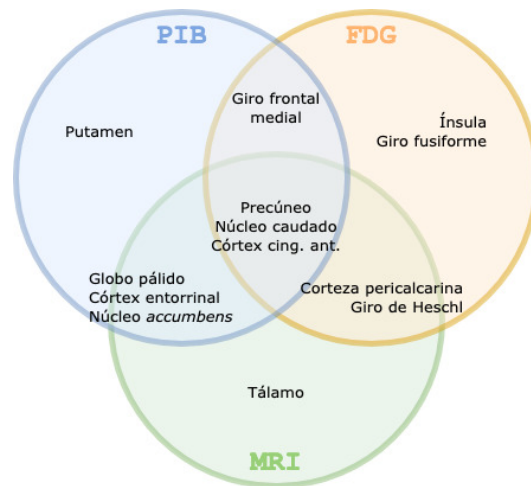 PIB
FDG
Giro frontal
medial
Putamen
Ínsula
Giro fusiforme
Precúneo
Núcleo caudado
Córtex cing. ant.
Globo pálido
Córtex entorrinal
Núcleo accumbens
Corteza pericalcarina
Giro de Heschl
Tálamo
MRI